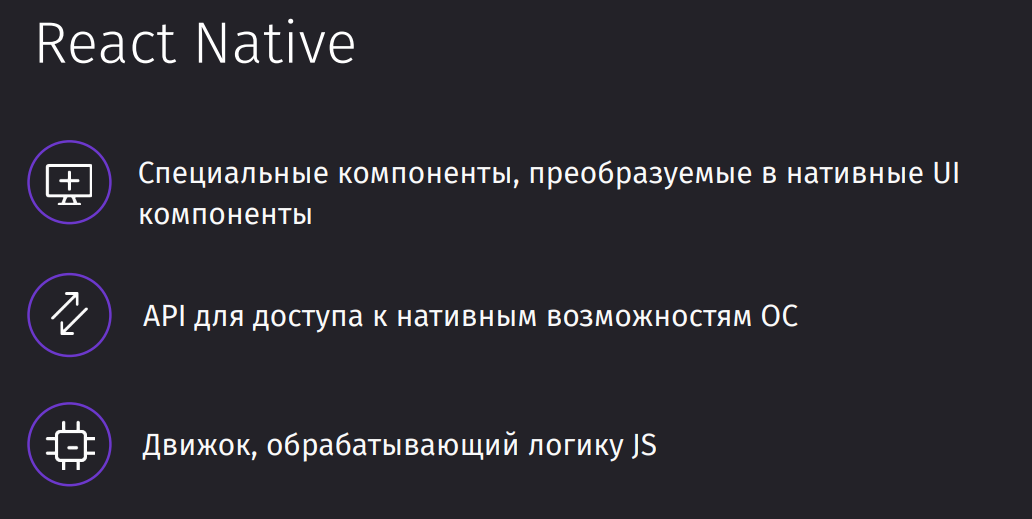 React Native
Специальные компоненты, преобразуемые в нативные UI
компоненты
API для доступа к нативным возможностям ОС
Движок, обрабатывающий логику JS